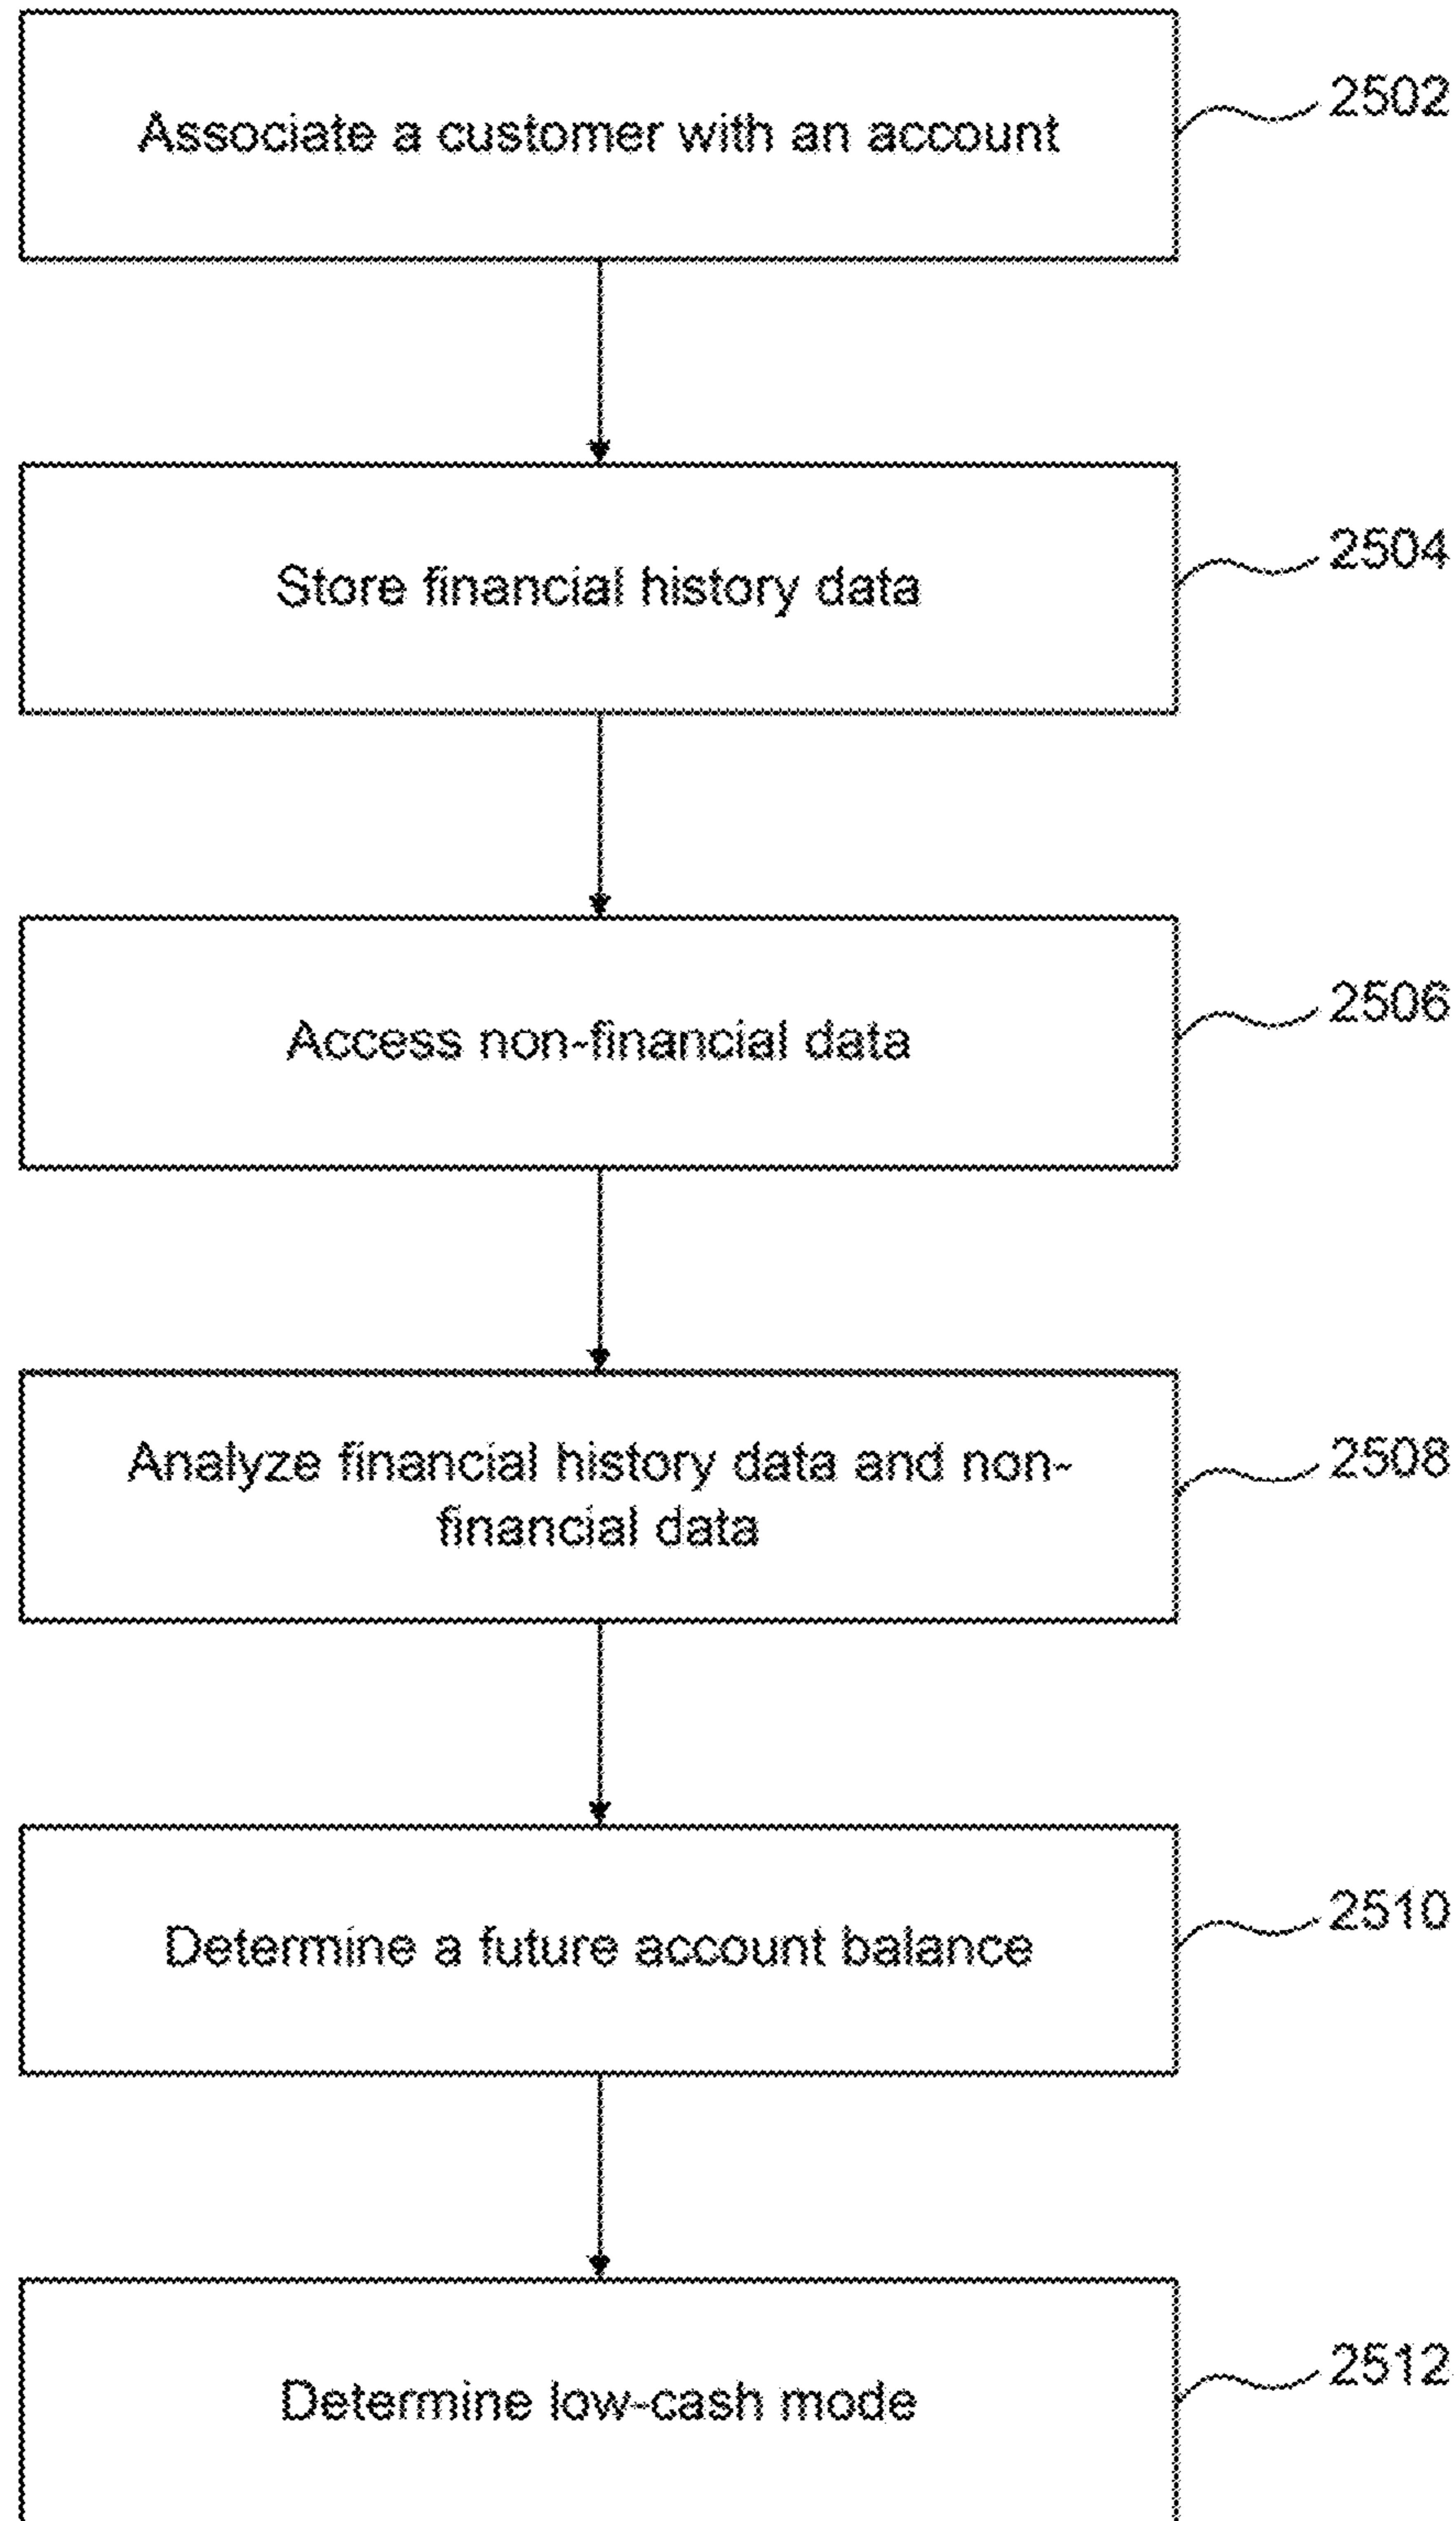 Associate a customer with an account
2502
Store financial history data
2504
Access non-financial data
2506
Analyze financial history data and non-
financial data
2508
Determine a future account balance
2510
Determine low-cash mode
2512